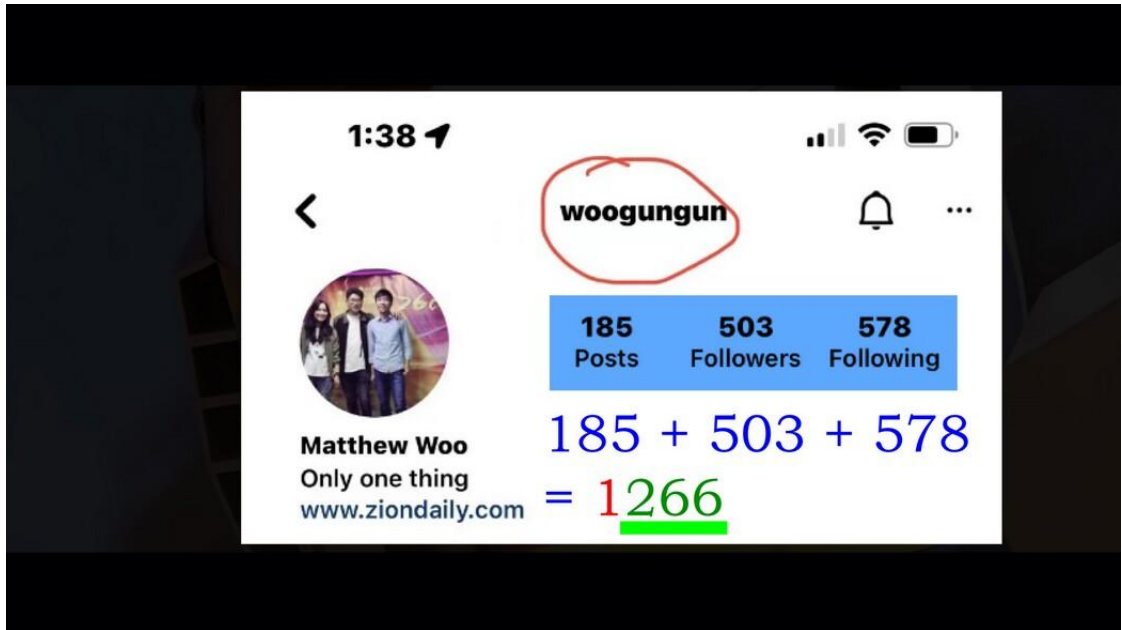 1:38
woogungun
185 503 578
Posts Followers Following
185 + 503 + 578
= 1266
Matthew Woo
Only one thing
www.ziondaily.com